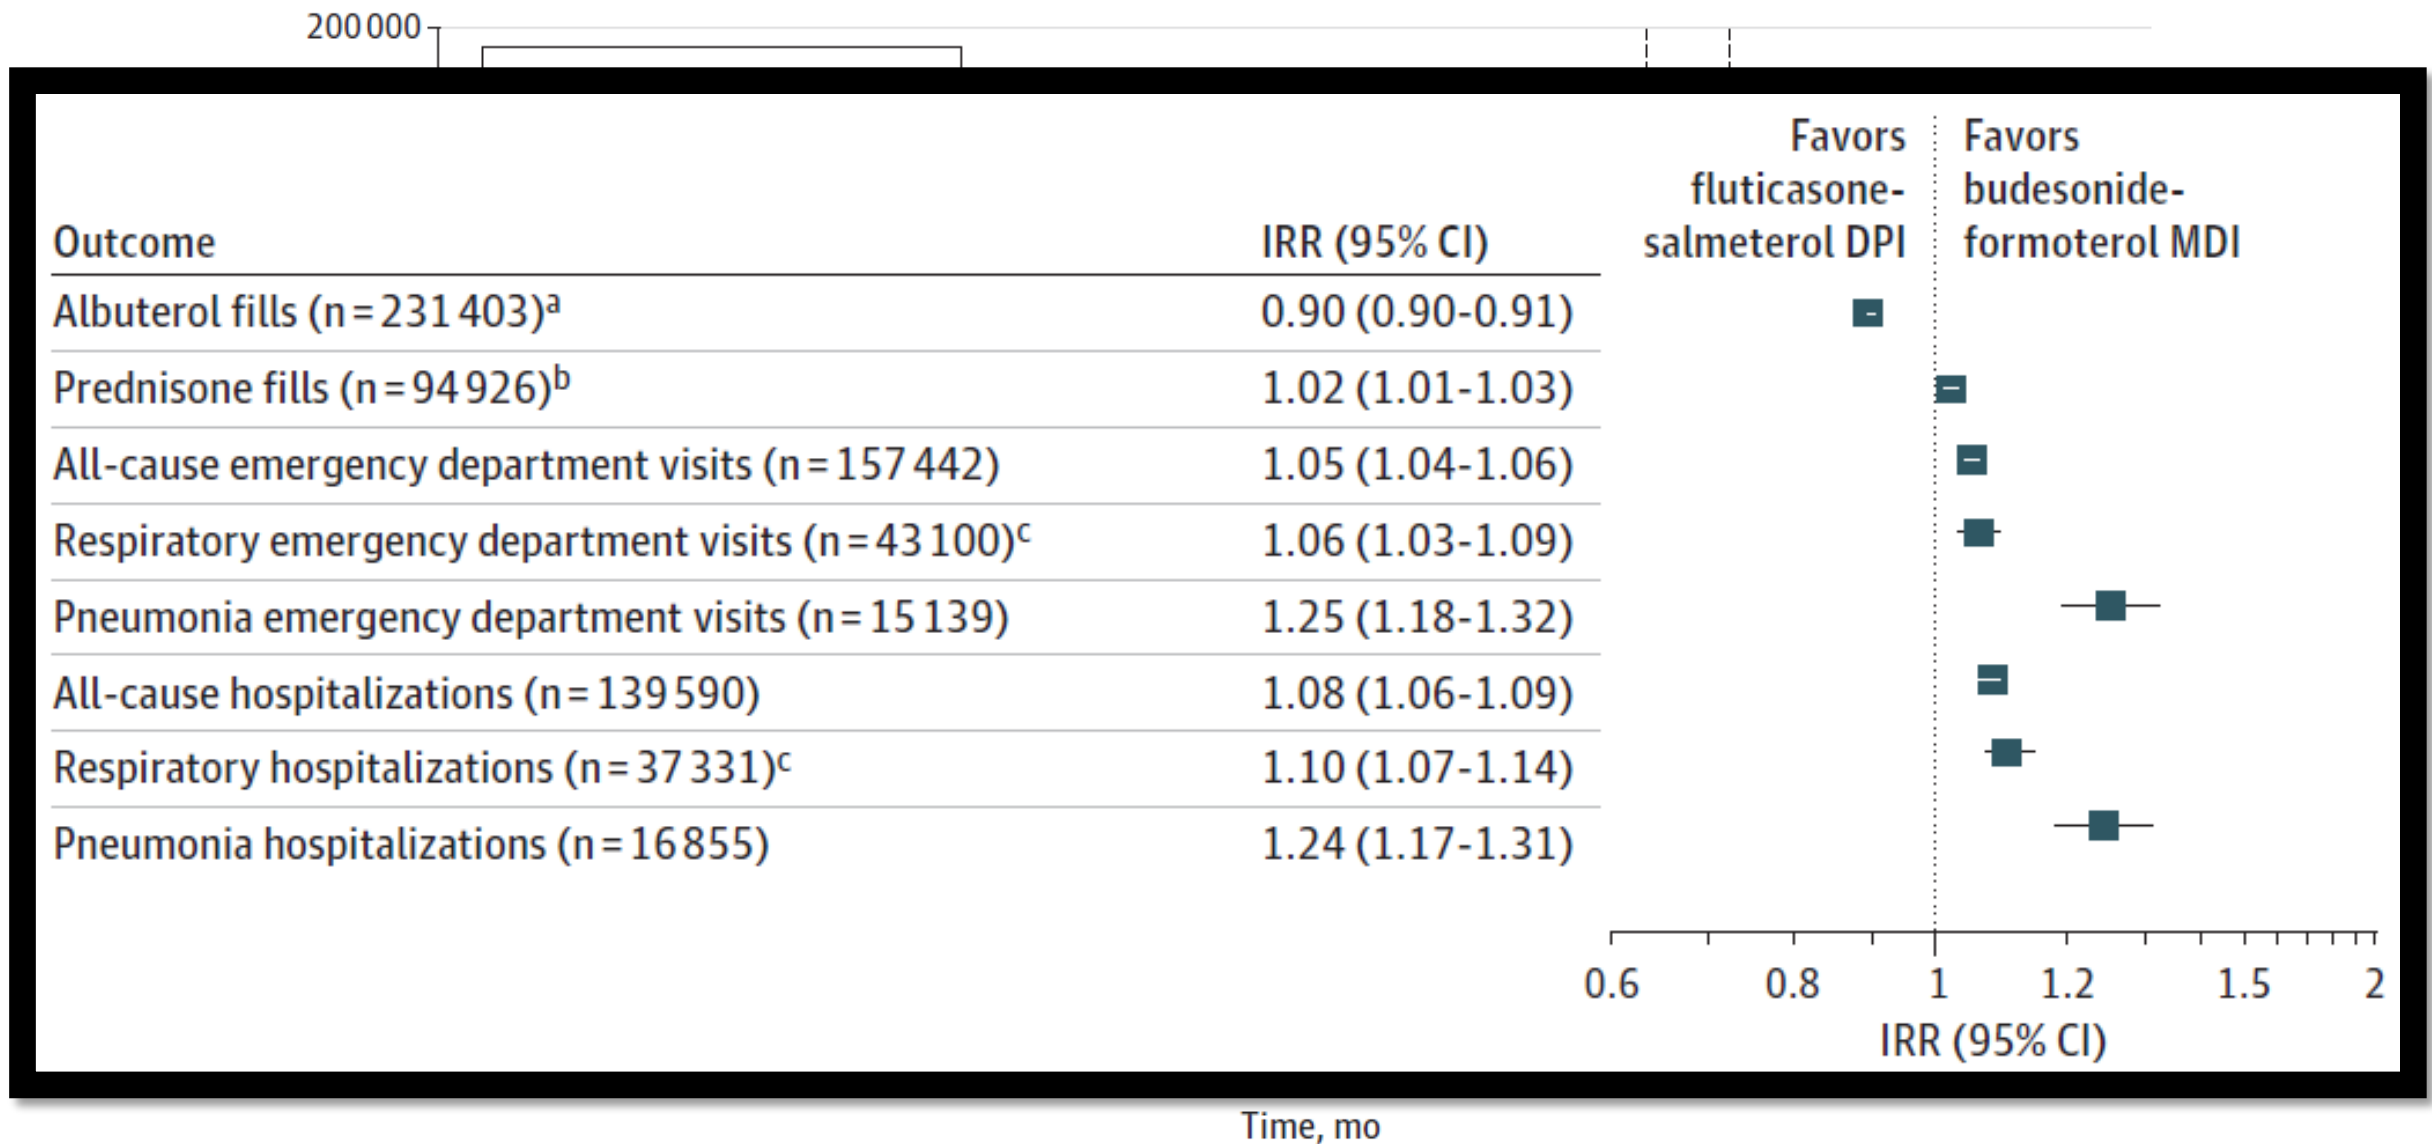 200 000
Favors
fluticasone-
salmeterol DPI
Favors
budesonide-
formoterol MDI
Outcome IRR (95% CI)
Albuterol fills (n = 231 403)a 0.90 (0.90-0.91)
Prednisone fills (n = 94 926)b 1.02 (1.01-1.03)
All-cause emergency department visits (n = 157 442) 1.05 (1.04-1.06)
Respiratory emergency department visits (n = 43 100)c 1.06 (1.03-1.09)
Pneumonia emergency department visits (n = 15 139) 1.25 (1.18-1.32)
All-cause hospitalizations (n = 139 590) 1.08 (1.06-1.09)
Respiratory hospitalizations (n = 37 331)c 1.10 (1.07-1.14)
Pneumonia hospitalizations (n = 16 855) 1.24 (1.17-1.31)
0.6 0.8 1 1.2 1.5 2
IRR (95% CI)
Time, mo